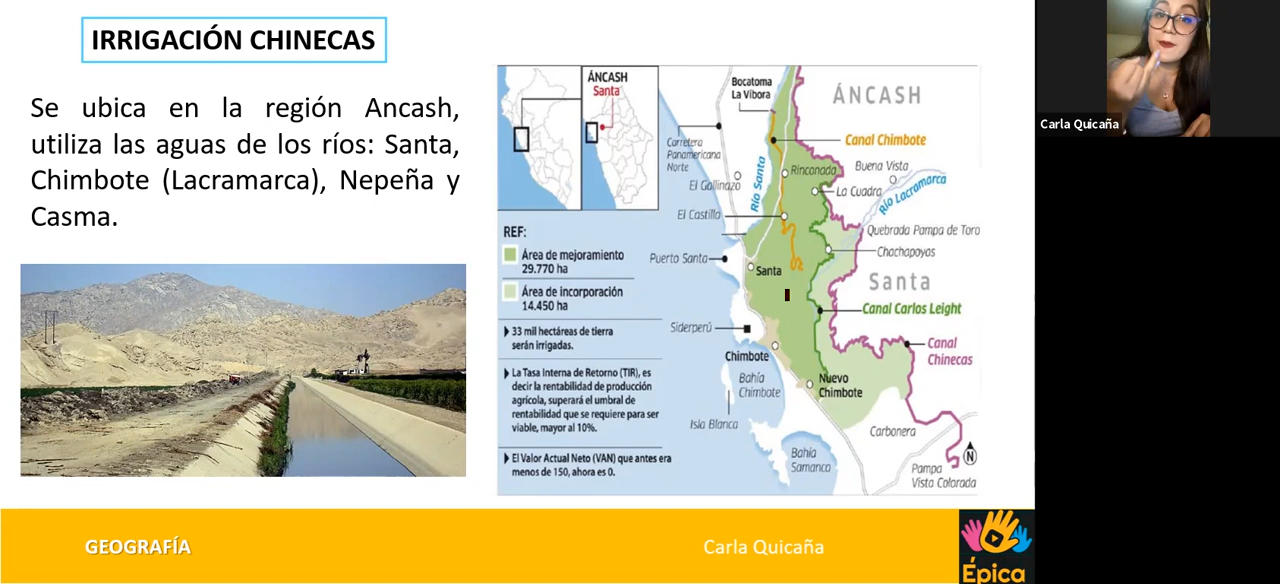 IRRIGACIÓN CHINECAS
Se ubica en la región Ancash,
utiliza las aguas de los ríos: Santa,
Chimbote (Lacramarca), Nepeña y
Casma.
ÁNCASH
Santa
REF:
Área de mejoramiento
29.770 ha
Área de incorporación
14.450 ha
33 mil hectáreas de tierra
serán irrigadas.
La Tasa Interna de Retorno (TIR), es
decir la rentabilidad de producción
agrícola, superará el umbral de
rentabilidad que se requiere para ser
viable, mayor al 10%.
El Valor Actual Neto (VAN) que antes era
menos de 150, ahora es 0.
Bocatoma
La Víbora
ÁNCASH
Carretera
Panamericana
Norte
Canal Chimbote
Río Santa
Rinconada
Buena Vista
El Gallinazo
La Cuadra
Río Lacramarca
El Castillo
Quebrada Pampa de Toro
Chachapoyas
Puerto Santa
Santa
Santa
Canal Carlos Leight
Siderperú
Canal
Chinecas
Chimbote
Bahía
Chimbote
Nuevo
Chimbote
Isla Blanca
Carbonera
Bahía
Samanco
N
Pampa
Vista Colorada
GEOGRAFÍA
Carla Quicaña
Épica
Carla Quicaña